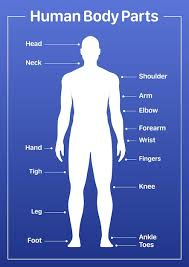 Human Body Parts
Head
Neck
Shoulder
Arm
Elbow
Forearm
Wrist
Hand
Fingers
Tigh
Knee
Leg
Foot
Ankle
Toes